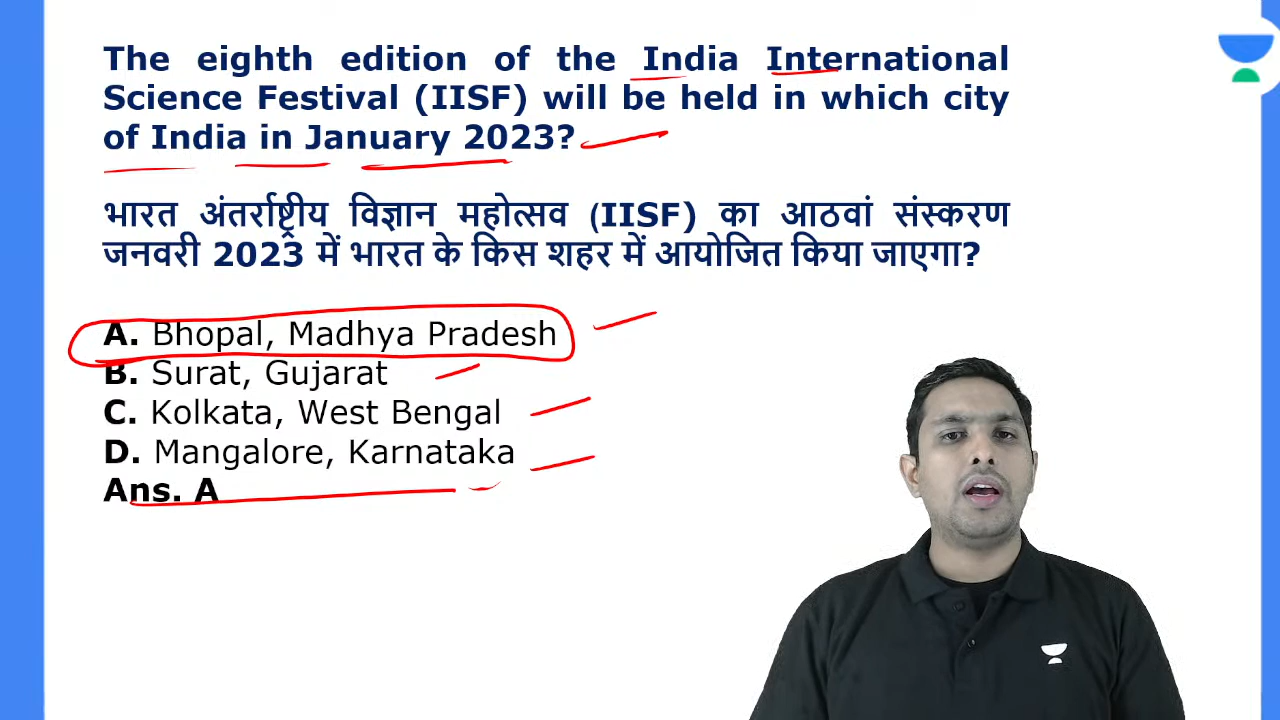 The eighth edition of the India International
Science Festival (IISF) will be held in which city
of India in January 2023?
भारत अंतर्राष्ट्रीय विज्ञान महोत्सव (IISF) का आठवां संस्करण
जनवरी 2023 में भारत के किस शहर में आयोजित किया जाएगा?
A. Bhopal, Madhya Pradesh
B. Surat, Gujarat
C. Kolkata, West Bengal
D. Mangalore, Karnataka
Ans. A